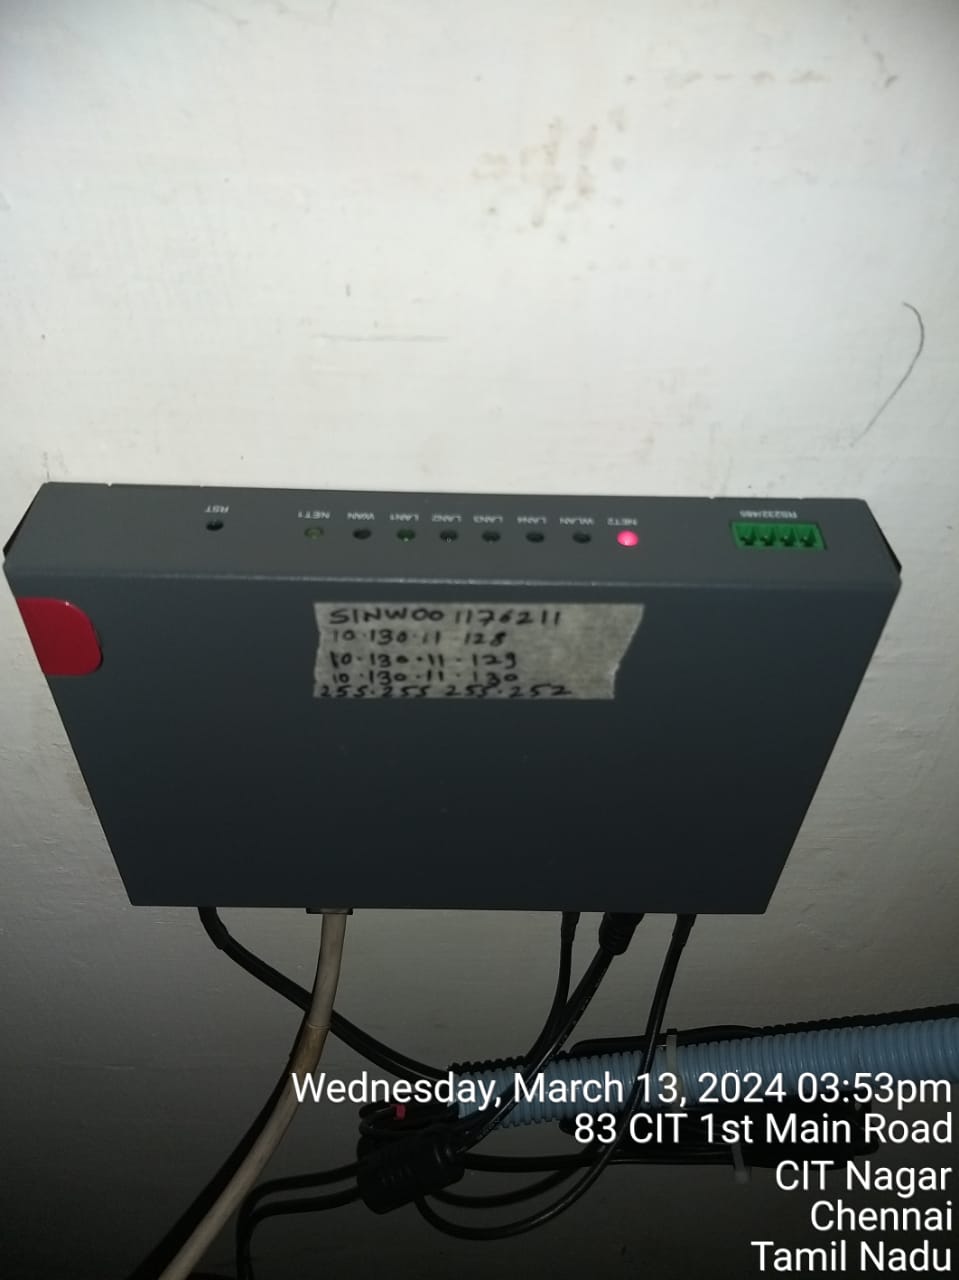 RST
NET1
WAN
LAN1
LAN2
LAN3
LAN4
WLAN
NET2
RS232/485
SINWOO 1176211
10.130.11 128
10.130.11.129
10.130.11.130
255.255 255.252
Wednesday, March 13, 2024 03:53pm
83 CIT 1st Main Road
CIT Nagar
Chennai
Tamil Nadu